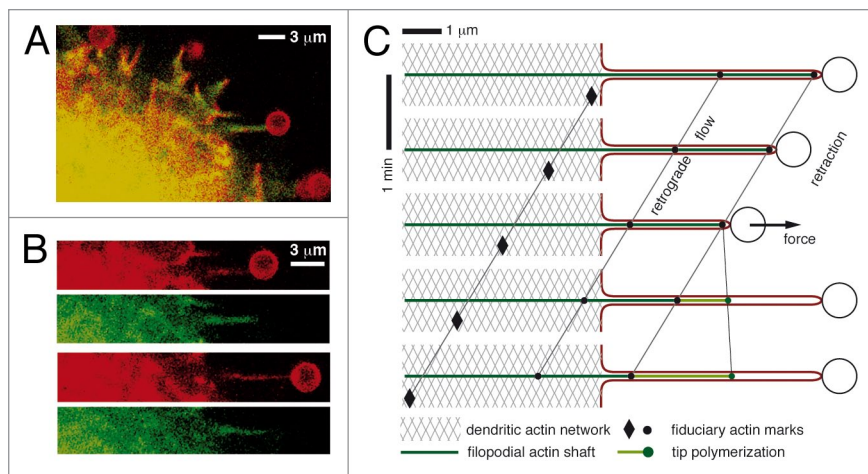 A
3 μm
B
3 μm
C
1 μm
1 min
retrograde flow
retraction
force
dendritic actin network
fiduciary actin marks
filopodial actin shaft
tip polymerization